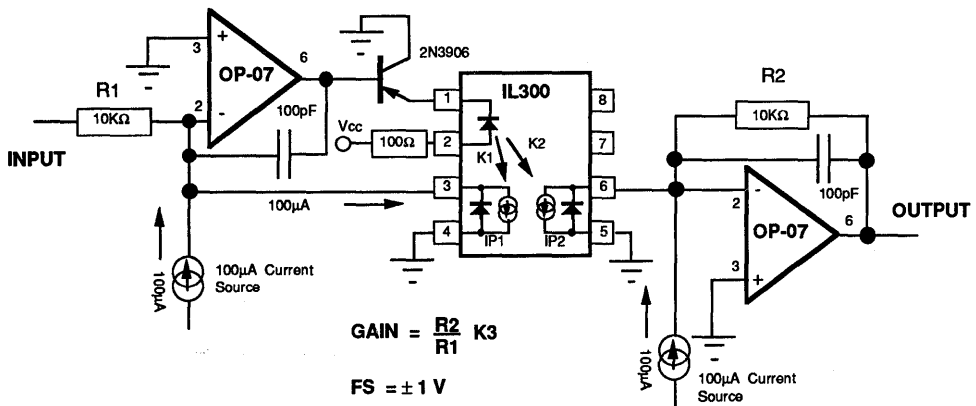 2N3906
3
+
6
OP-07
R1
10KΩ
2
-
100pF
INPUT
100μA
Vcc
100Ω
IL300
1
2
3
4
8
7
6
5
K1
K2
IP1
IP2
R2
10KΩ
100pF
-
2
OP-07
6
3
+
OUTPUT
100μA
100μA Current
Source
100μA
100μA Current
Source
GAIN = R2
R1 K3
FS = ± 1 V